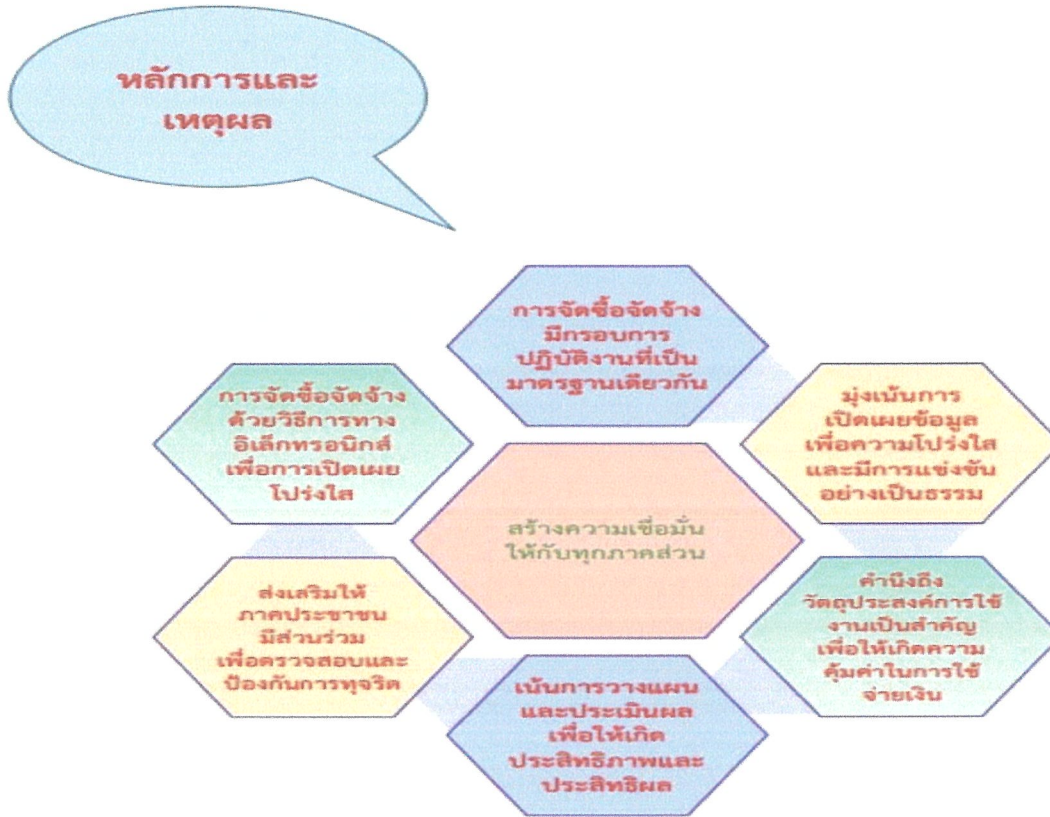 หลักการและ
เหตุผล
การจัดซื้อจัดจ้าง
มีกรอบการ
ปฏิบัติงานที่เป็น
มาตรฐานเดียวกัน
มุ่งเน้นการ
เปิดเผยข้อมูล
เพื่อความโปร่งใส
และมีการแข่งขัน
อย่างเป็นธรรม
คำนึงถึง
วัตถุประสงค์การใช้
งานเป็นสำคัญ
เพื่อให้เกิดความ
คุ้มค่าในการใช้
จ่ายเงิน
เน้นการวางแผน
และประเมินผล
เพื่อให้เกิด
ประสิทธิภาพและ
ประสิทธิผล
ส่งเสริมให้
ภาคประชาชน
มีส่วนร่วม
เพื่อตรวจสอบและ
ป้องกันการทุจริต
การจัดซื้อจัดจ้าง
ด้วยวิธีการทาง
อิเล็กทรอนิกส์
เพื่อการเปิดเผย
โปร่งใส
สร้างความเชื่อมั่น
ให้กับทุกภาคส่วน